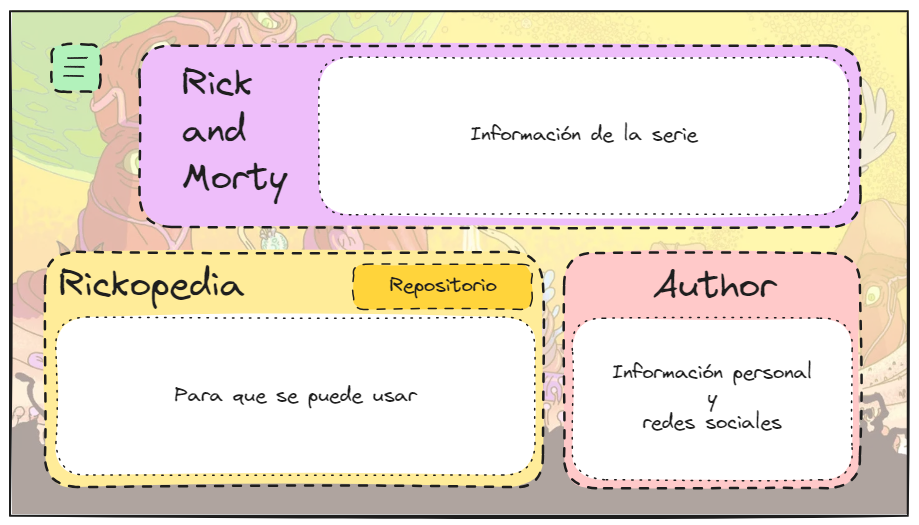 Rick
and
Morty
Información de la serie
Rickopedia
Repositorio
Para que se puede usar
Author
Información personal
y
redes sociales